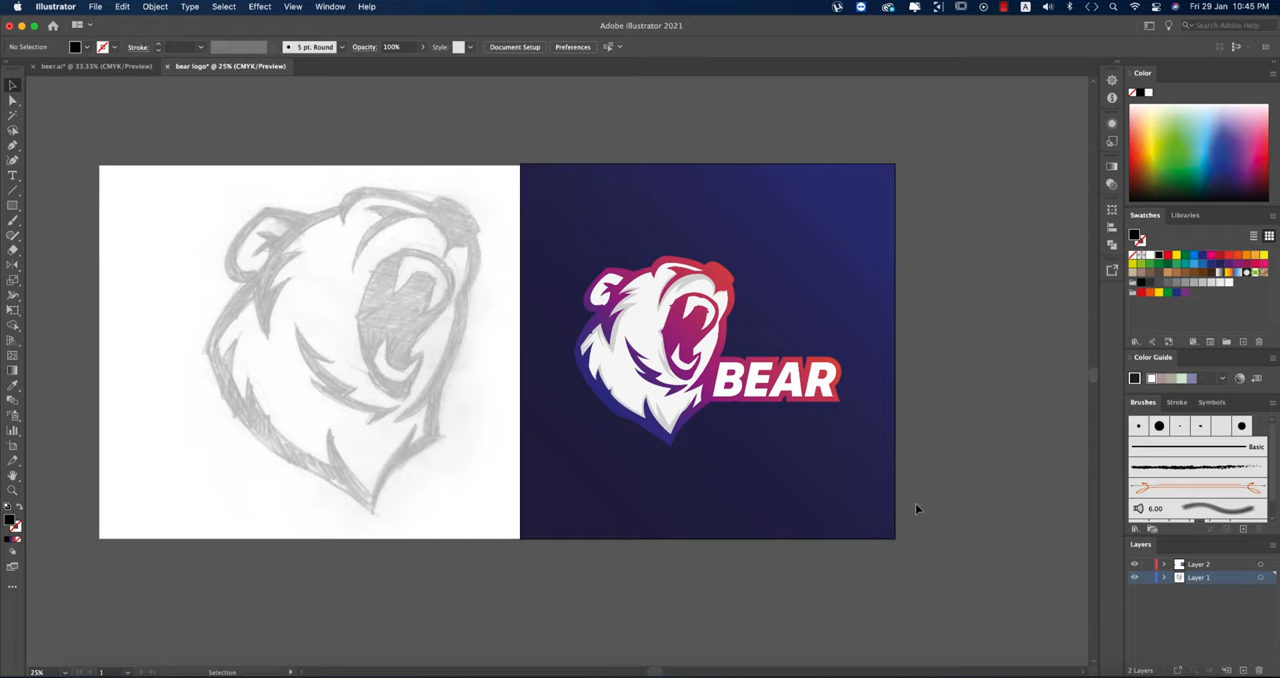 Illustrator File Edit Object Type Select Effect View Window Help
A Fri 29 Jan 10:45 PM
Adobe Illustrator 2021
Search Adobe Help
No Selection Stroke: 5 pt. Round Opacity: 100% Style: Document Setup Preferences
× beer.ai* @ 33.33% (CMYK/Preview) × bear logo* @ 25% (CMYK/Preview)
Color
Swatches Libraries
Color Guide
Brushes Stroke Symbols
BEAR
Basic
6.00
Layers
Layer 2
Layer 1
25% 1 Selection
2 Layers